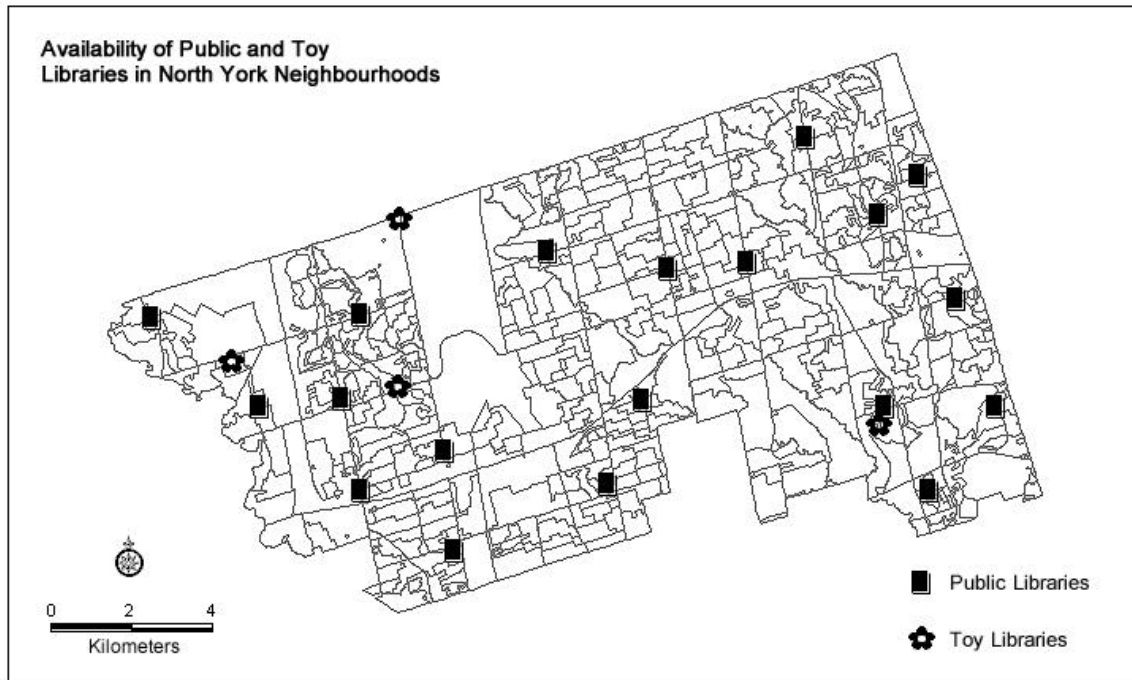 Availability of Public and Toy
Libraries in North York Neighbourhoods
0 2 4
Kilometers
Public Libraries
Toy Libraries